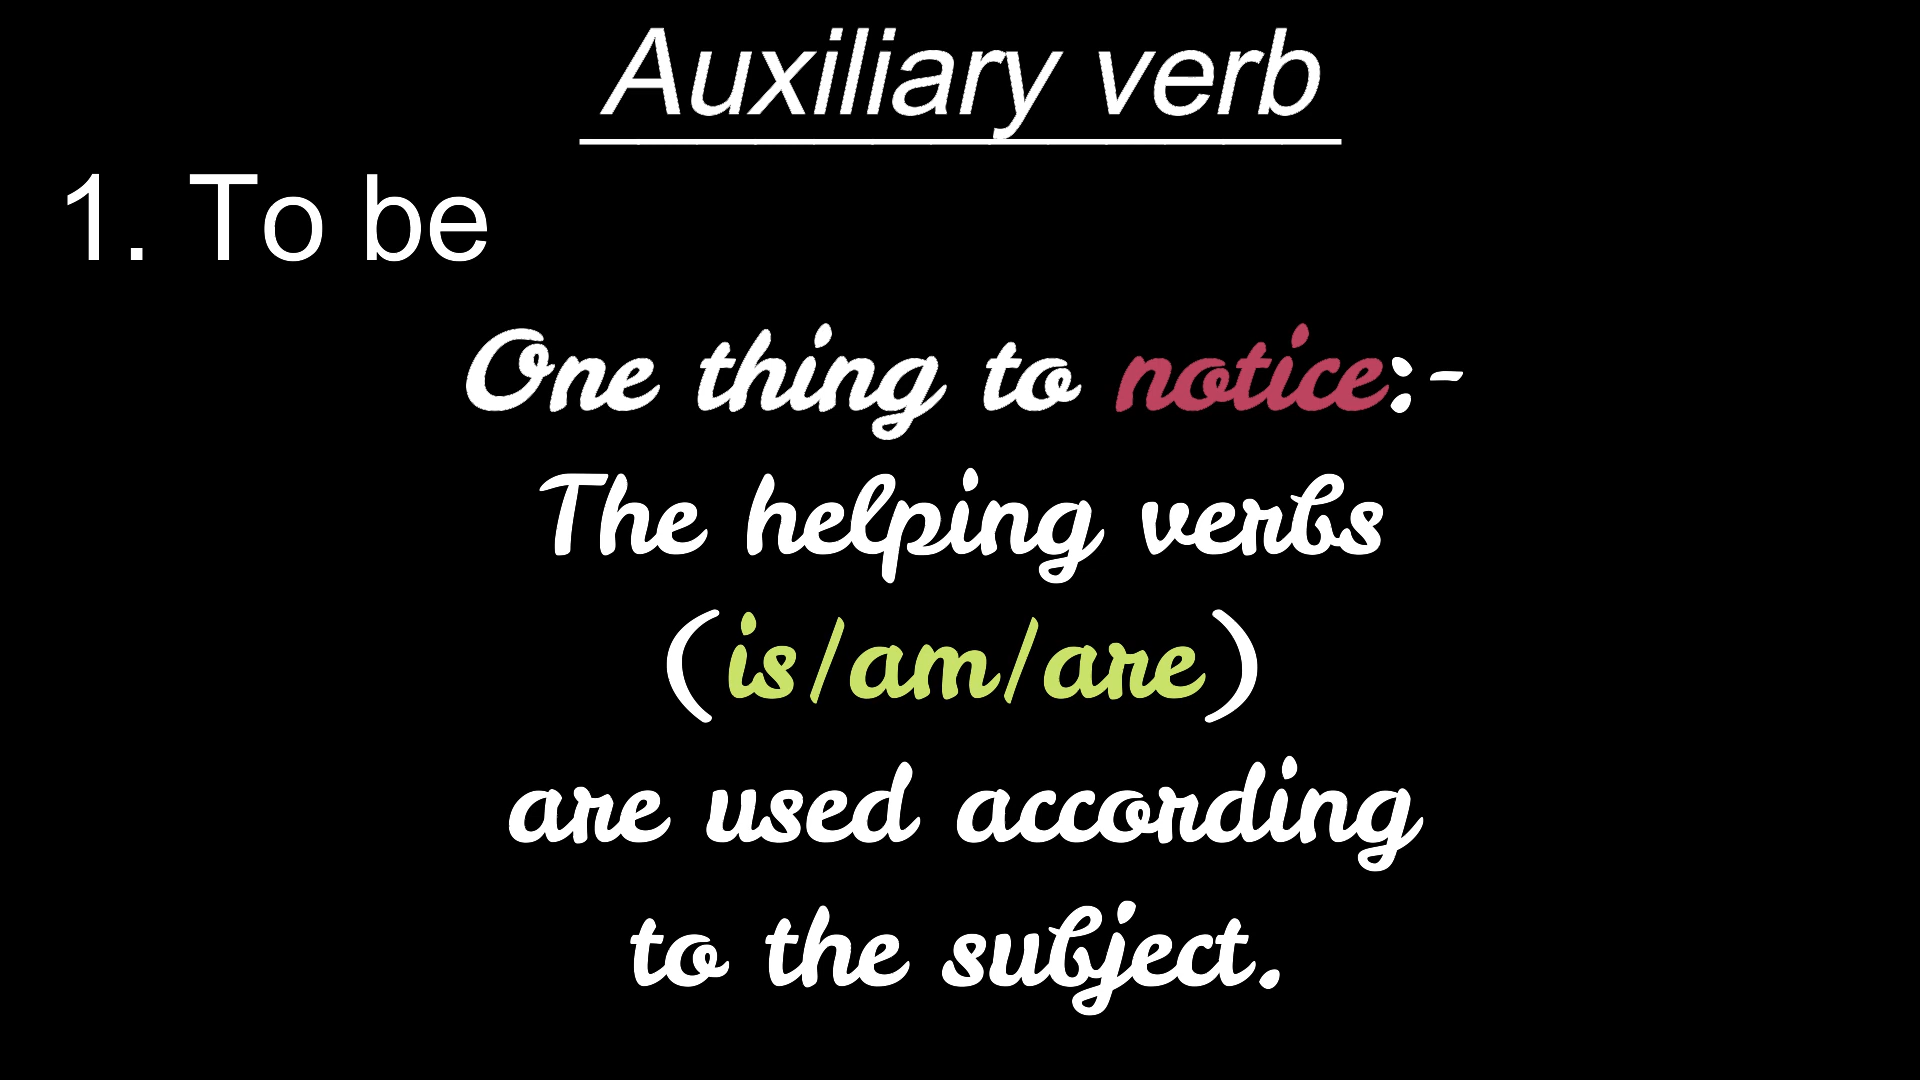 Auxiliary verb
1. To be
One thing to notice:-
The helping verbs
(is/am/are)
are used according
to the subject.